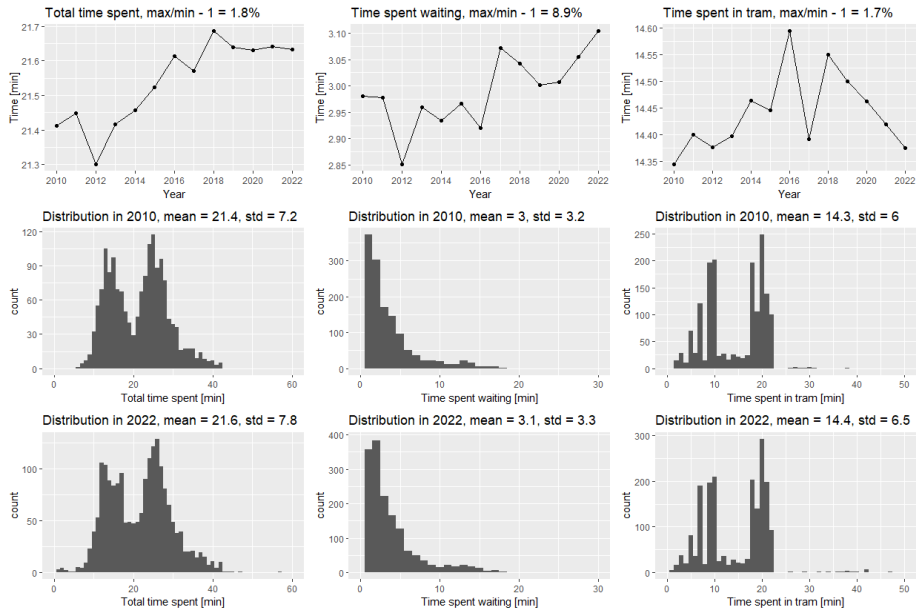 Total time spent, max/min - 1 = 1.8%
Time spent waiting, max/min - 1 = 8.9%
Time spent in tram, max/min - 1 = 1.7%
Time [min]
21.7
21.6
21.5
21.4
21.3
2010 2012 2014 2016 2018 2020 2022
Year
Time [min]
3.10
3.05
3.00
2.95
2.90
2.85
2010 2012 2014 2016 2018 2020 2022
Year
Time [min]
14.60
14.55
14.50
14.45
14.40
14.35
2010 2012 2014 2016 2018 2020 2022
Year
Distribution in 2010, mean = 21.4, std = 7.2
Distribution in 2010, mean = 3, std = 3.2
Distribution in 2010, mean = 14.3, std = 6
count
120
90
60
30
0
0 20 40 60
Total time spent [min]
count
300
200
100
0
0 10 20 30
Time spent waiting [min]
count
250
200
150
100
50
0
0 10 20 30 40 50
Time spent in tram [min]
Distribution in 2022, mean = 21.6, std = 7.8
Distribution in 2022, mean = 3.1, std = 3.3
Distribution in 2022, mean = 14.4, std = 6.5
count
100
50
0
0 20 40 60
Total time spent [min]
count
400
300
200
100
0
0 10 20 30
Time spent waiting [min]
count
300
200
100
0
0 10 20 30 40 50
Time spent in tram [min]